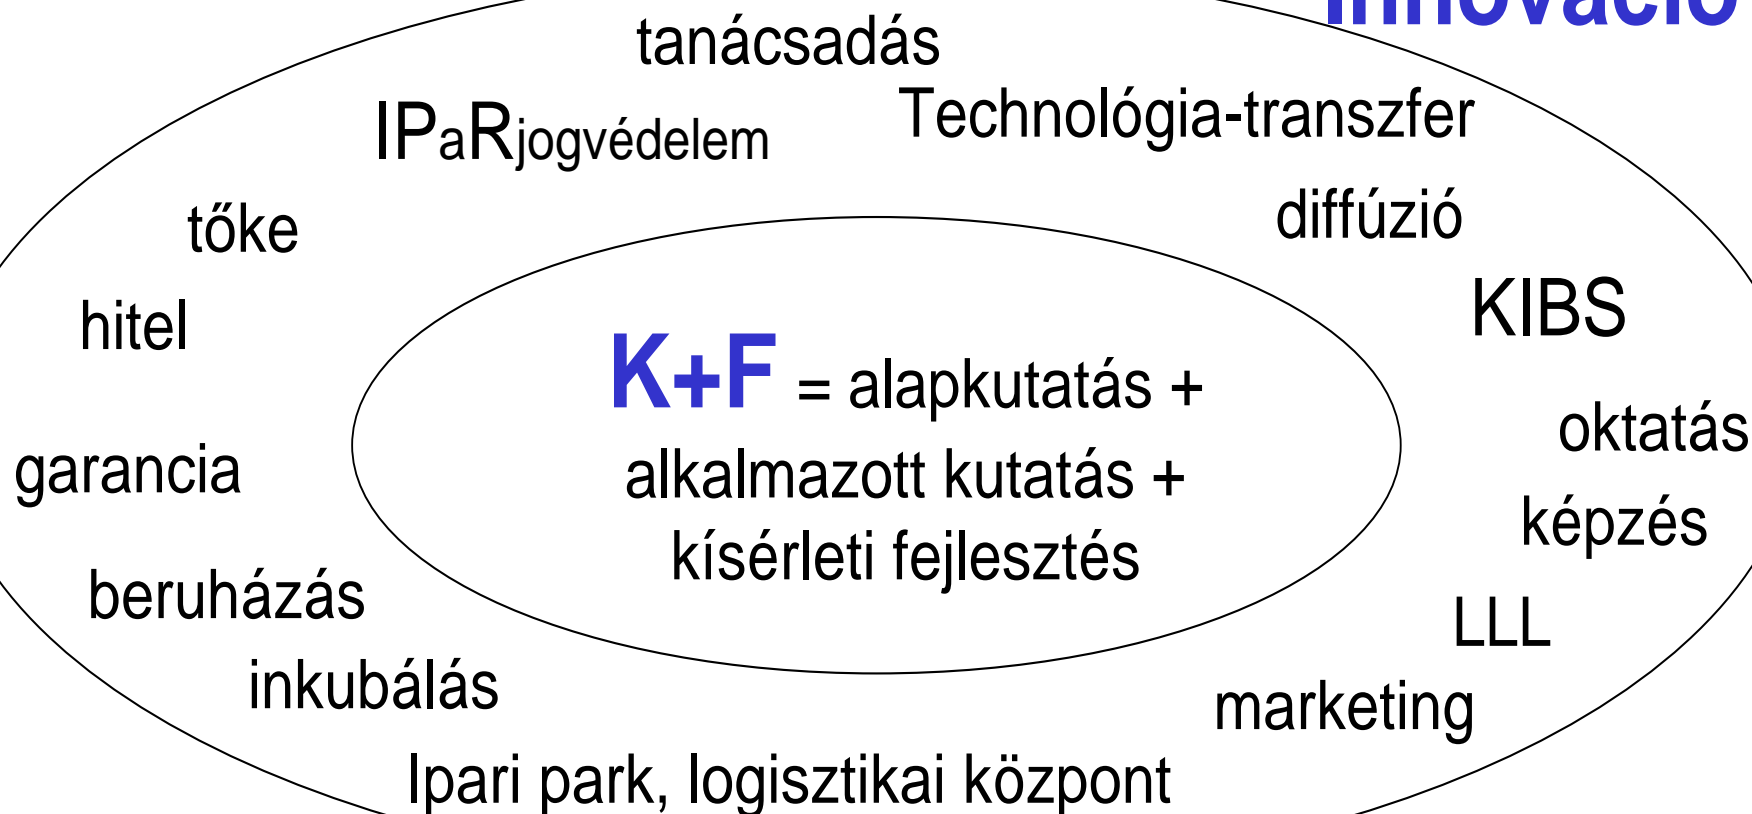 innováció
tanácsadás
Technológia-transzfer
IPaRjogvédelem
diffúzió
tőke
KIBS
hitel
K+F = alapkutatás +
oktatás
garancia
alkalmazott kutatás +
képzés
kísérleti fejlesztés
beruházás
LLL
inkubálás
marketing
Ipari park, logisztikai központ